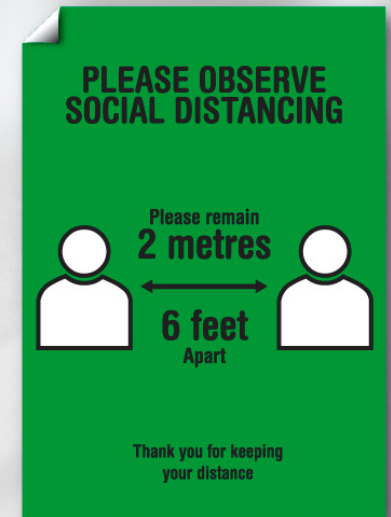 PLEASE OBSERVE
SOCIAL DISTANCING
Please remain
2 metres
6 feet
Apart
Thank you for keeping
your distance